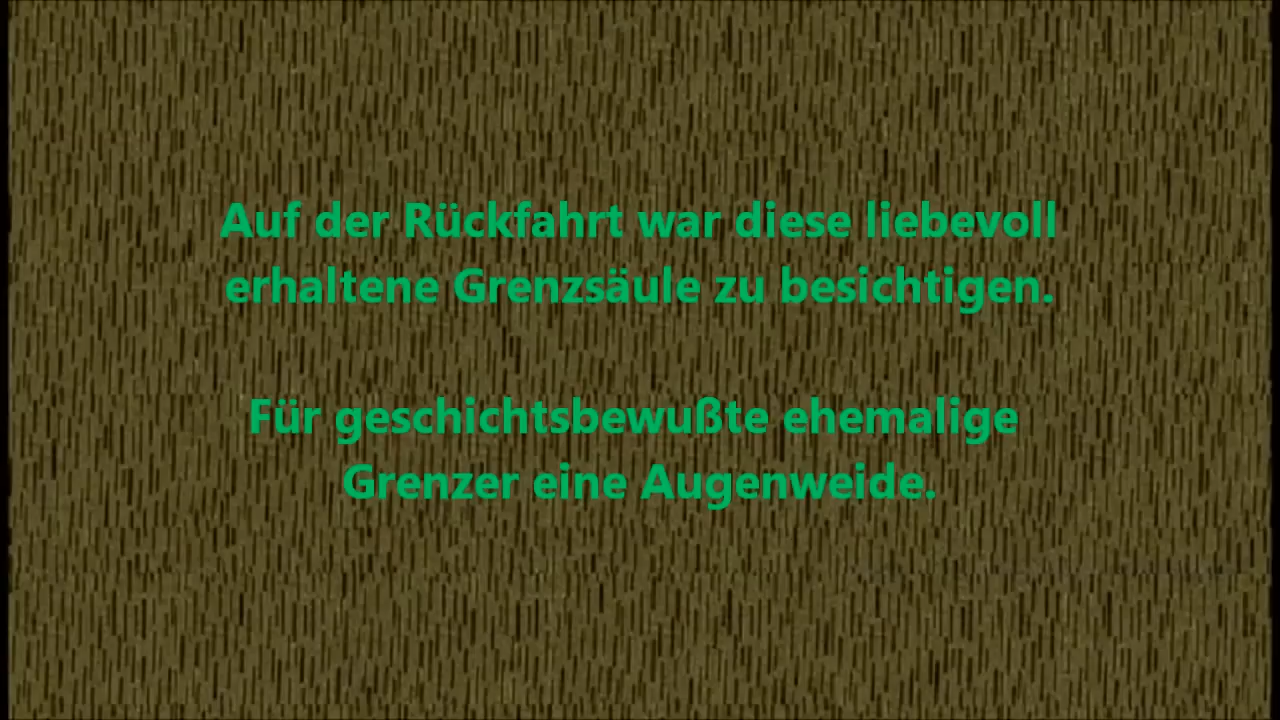 Auf der Rückfahrt war diese liebevoll
erhaltene Grenzsäule zu besichtigen.
Für geschichtsbewußte ehemalige
Grenzer eine Augenweide.